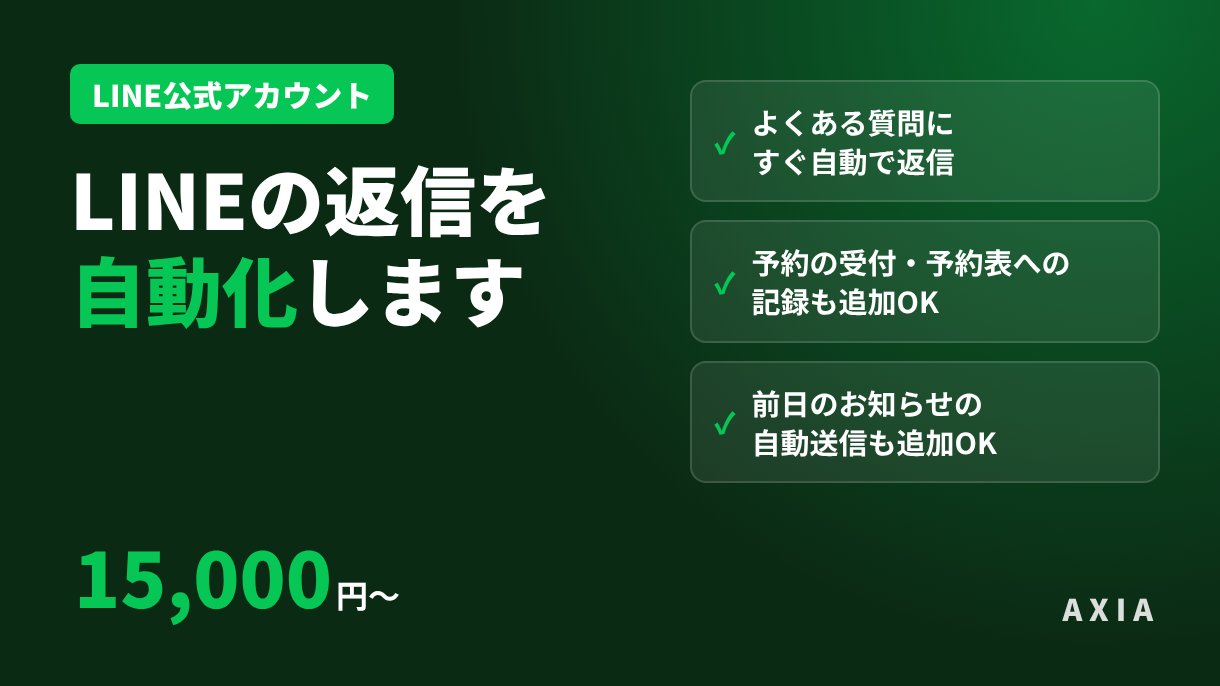 LINE公式アカウント
LINEの返信を
自動化します
✓ よくある質問に
すぐ自動で返信
✓ 予約の受付・予約表への
記録も追加OK
✓ 前日のお知らせの
自動送信も追加OK
15,000円〜
AXIA